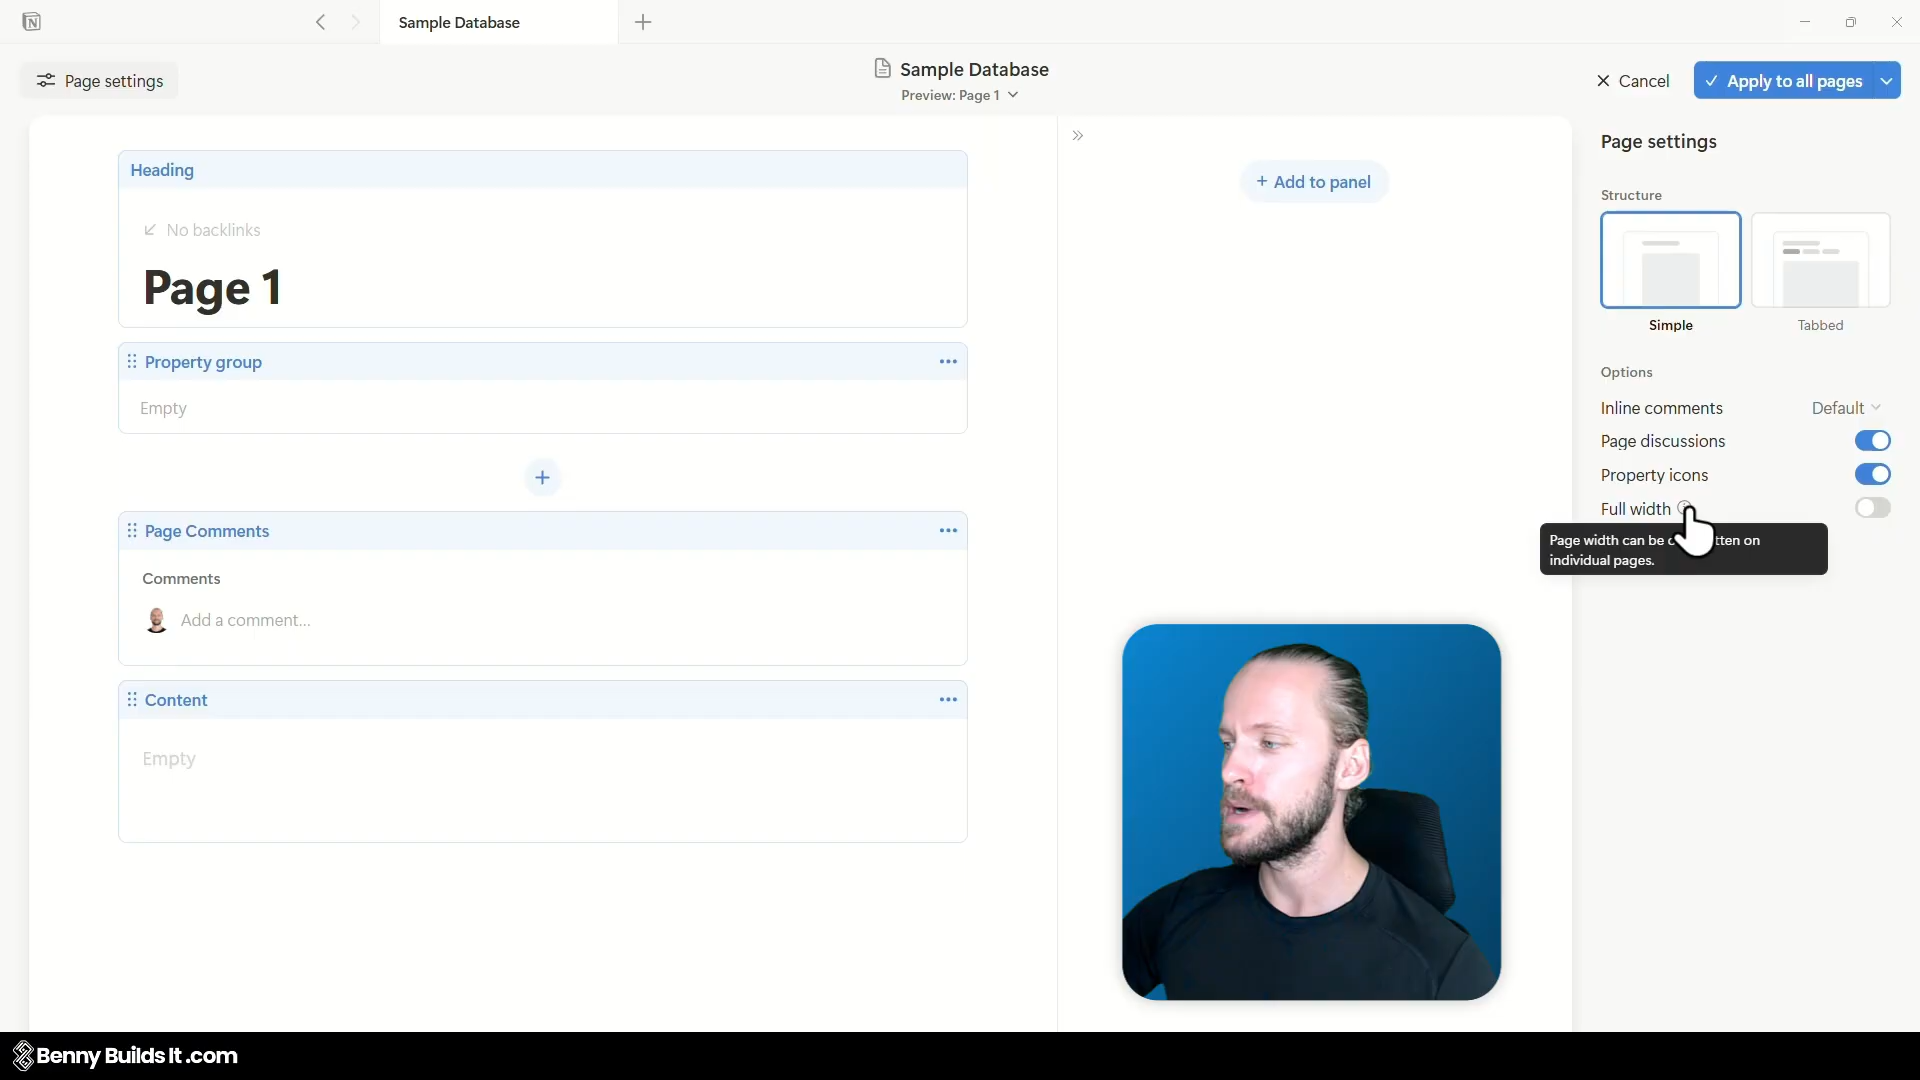 Sample Database
Page settings
Sample Database
Preview: Page 1
Cancel
Apply to all pages
Heading
No backlinks
Page 1
Property group
Empty
Page Comments
Comments
Add a comment...
Content
Empty
+ Add to panel
Page settings
Structure
Simple
Tabbed
Options
Inline comments
Default
Page discussions
Property icons
Full width
Page width can be
on
individual pages.
Benny Builds It .com